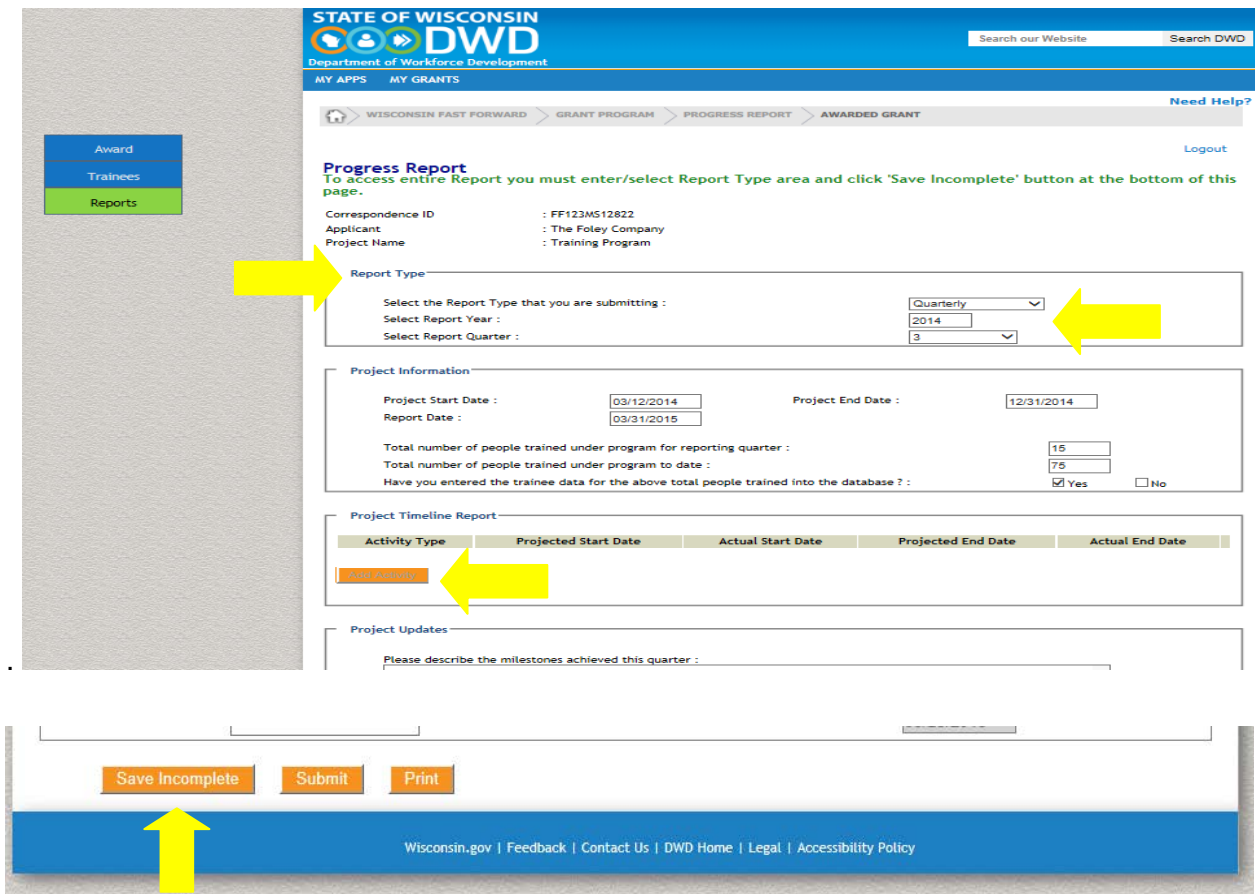 STATE OF WISCONSIN
DWD
Department of Workforce Development
Search our Website Search DWD
MY APPS MY GRANTS
Need Help?
WISCONSIN FAST FORWARD GRANT PROGRAM PROGRESS REPORT AWARDED GRANT
Logout
Award
Trainees
Reports
Progress Report
To access entire Report you must enter/select Report Type area and click 'Save Incomplete' button at the bottom of this
page.
Correspondence ID : FF123MS12822
Applicant : The Foley Company
Project Name : Training Program
Report Type
Select the Report Type that you are submitting : Quarterly
Select Report Year : 2014
Select Report Quarter : 3
Project Information
Project Start Date : 03/12/2014 Project End Date : 12/31/2014
Report Date : 03/31/2015
Total number of people trained under program for reporting quarter : 15
Total number of people trained under program to date : 75
Have you entered the trainee data for the above total people trained into the database ? : Yes No
Project Timeline Report
Activity Type Projected Start Date Actual Start Date Projected End Date Actual End Date
Add Activity
Project Updates
Please describe the milestones achieved this quarter :
.
Save Incomplete Submit Print
Wisconsin.gov | Feedback | Contact Us | DWD Home | Legal | Accessibility Policy